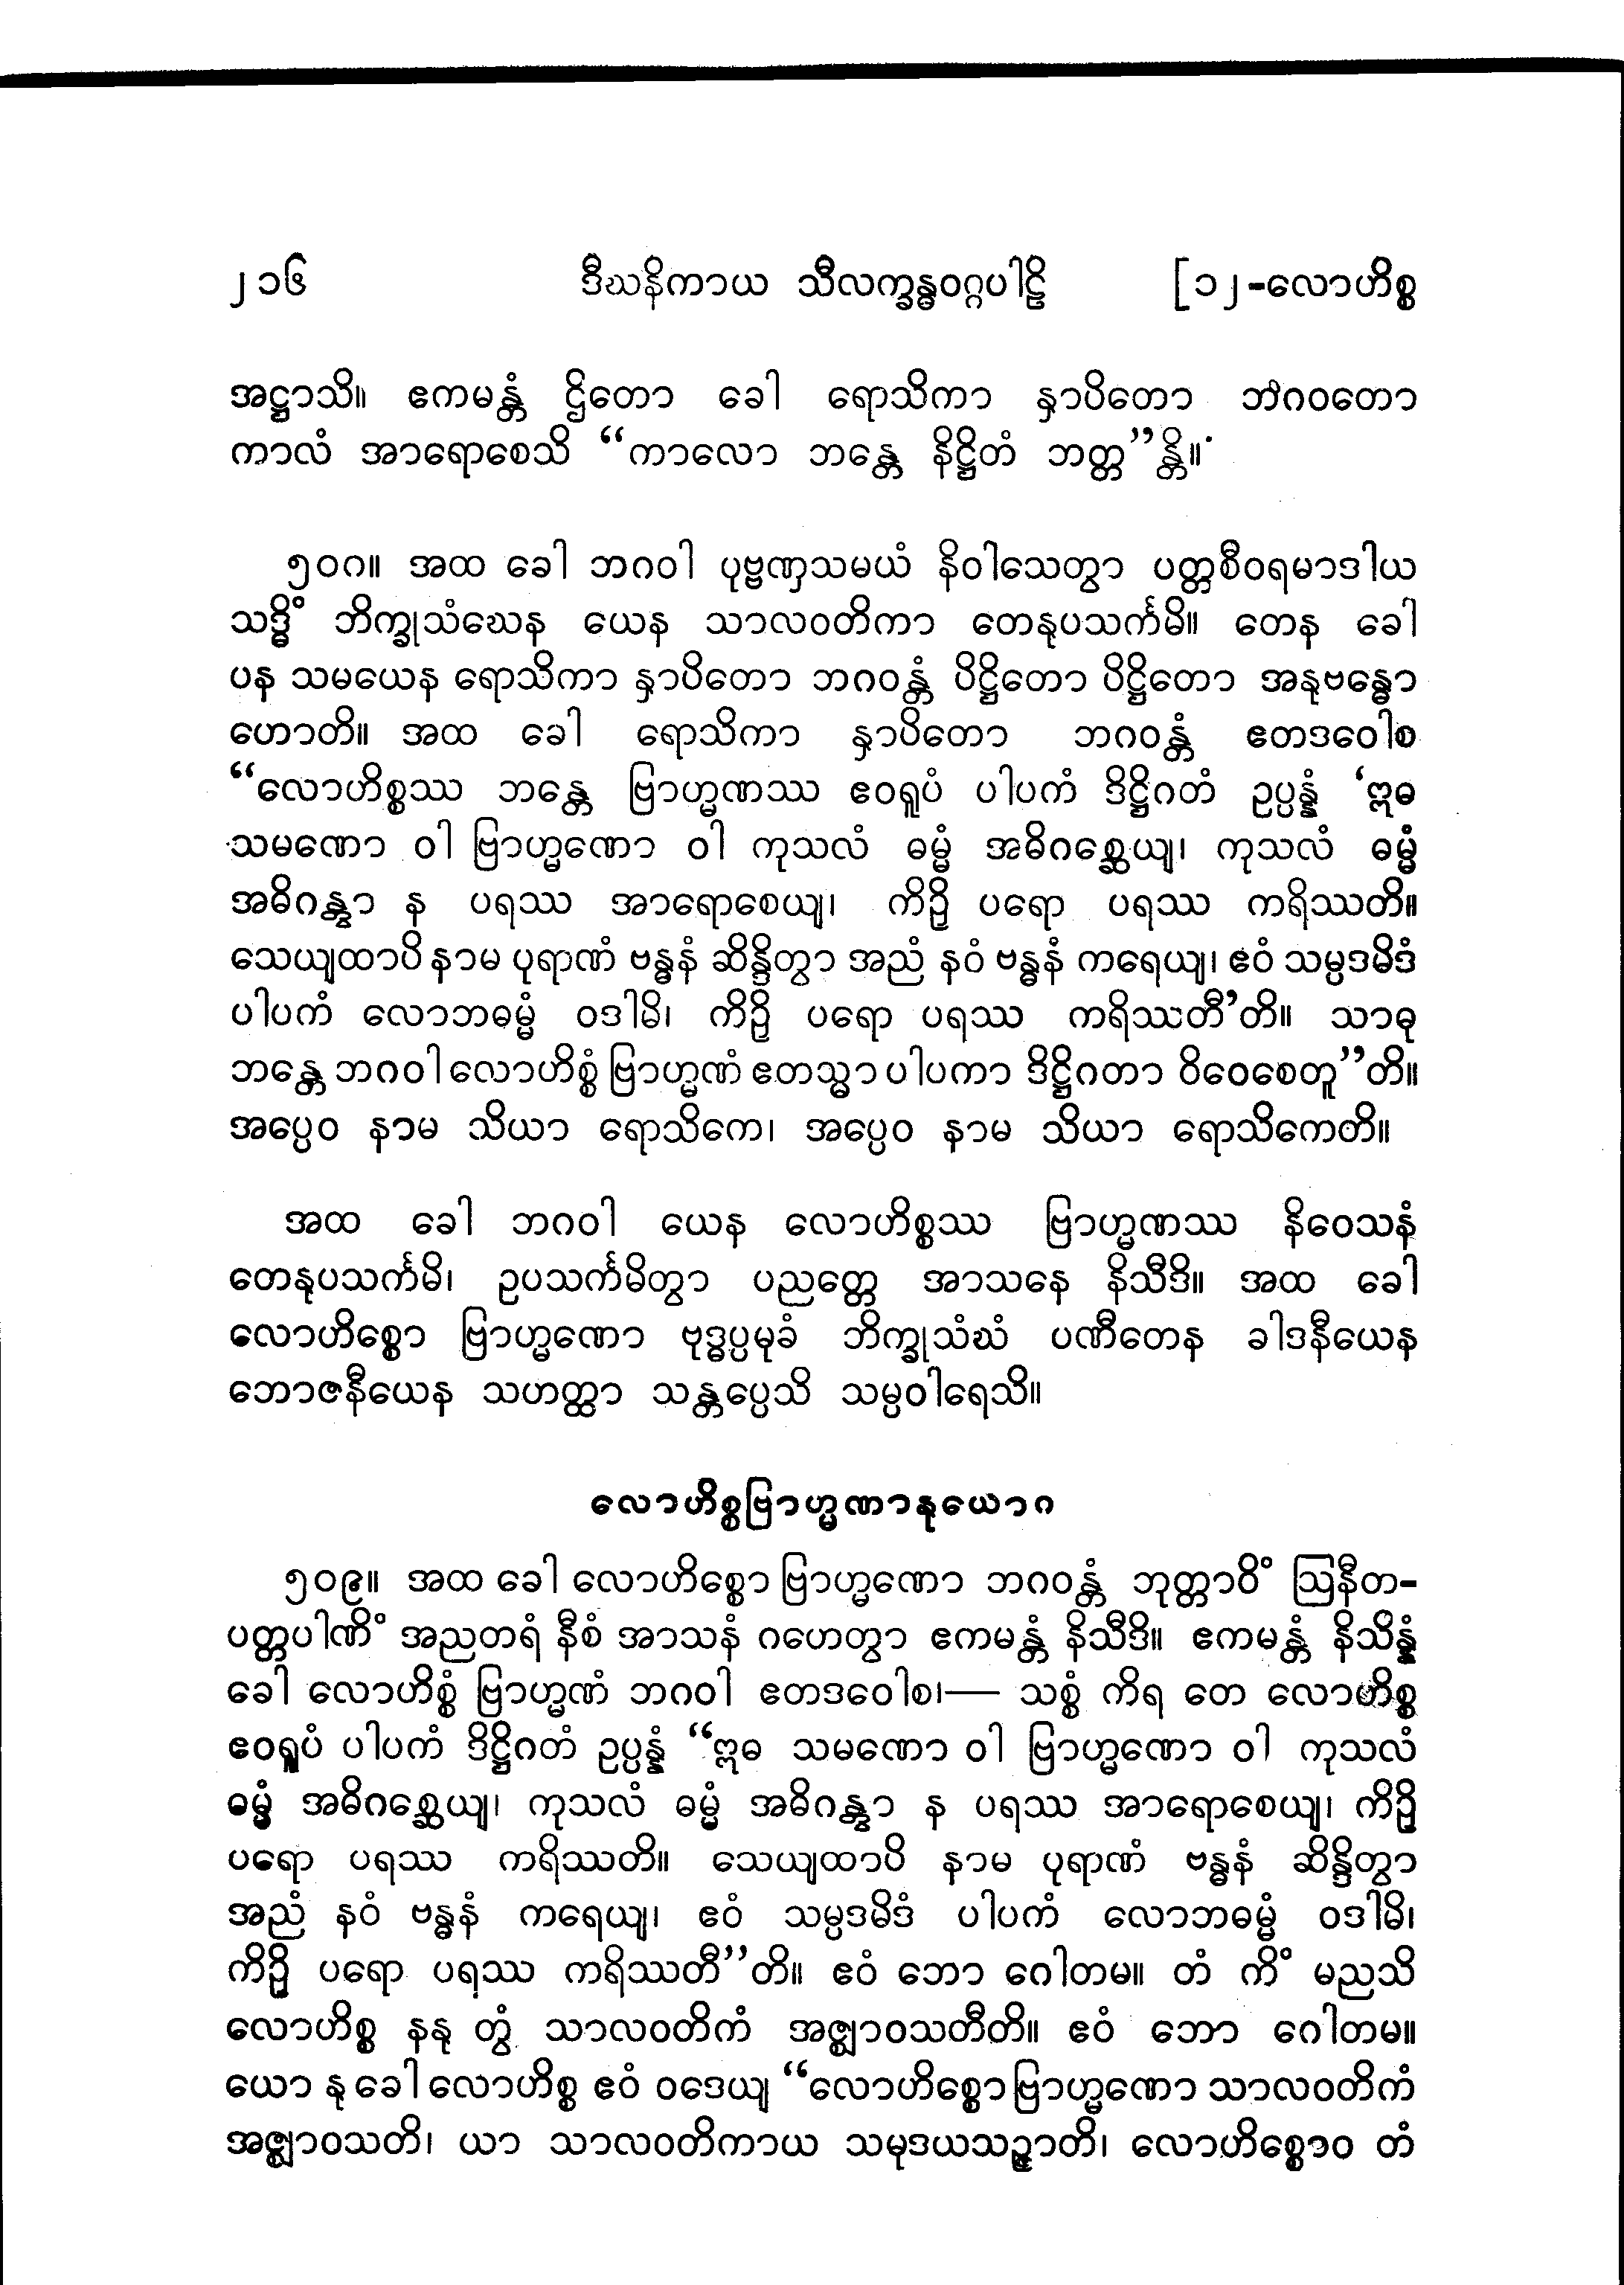 ၂၁၆ ဒီဃနိကာယ သီလက္ခန္ဓဝဂ္ဂပါဠိ [၁၂-လောဟိစ္စ
အဋ္ဌာသိ။ ဧကမန္တံ ဌိတော ခေါ ရောသိကာ နှာပိတော ဘဂဝတော
ကာလံ အာရောစေသိ “ကာလော ဘန္တေ နိဋ္ဌိတံ ဘတ္တ”န္တိ။
၅၀ဂ။ အထ ခေါ ဘဂဝါ ပုဗ္ဗဏှသမယံ နိဝါသေတွာ ပတ္တစီဝရမာဒါယ
သဒ္ဓိံ ဘိက္ခုသံဃေန ယေန သာလဝတိကာ တေနုပသင်္ကမိ။ တေန ခေါ
ပန သမယေန ရောသိကာ နှာပိတော ဘဂဝန္တံ ပိဋ္ဌိတော ပိဋ္ဌိတော အနုဗန္ဓော
ဟောတိ။ အထ ခေါ ရောသိကာ နှာပိတော ဘဂဝန္တံ ဧတဒဝေါစ
“လောဟိစ္စဿ ဘန္တေ ဗြာဟ္မဏဿ ဧဝရူပံ ပါပကံ ဒိဋ္ဌိဂတံ ဥပ္ပန္နံ ‘ဣဓ
သမဏော ဝါ ဗြာဟ္မဏော ဝါ ကုသလံ ဓမ္မံ အဓိဂစ္ဆေယျ၊ ကုသလံ ဓမ္မံ
အဓိဂန္တွာ န ပရဿ အာရောစေယျ၊ ကိဉှိ ပရော ပရဿ ကရိဿတိ။
သေယျထာပိ နာမ ပုရာဏံ ဗန္ဓနံ ဆိန္ဒိတွာ အညံ နဝံ ဗန္ဓနံ ကရေယျ၊ ဧဝံ သမ္ပဒမိဒံ
ပါပကံ လောဘဓမ္မံ ဝဒါမိ၊ ကိဉှိ ပရော ပရဿ ကရိဿတီ’တိ။ သာဓု
ဘန္တေ ဘဂဝါ လောဟိစ္စံ ဗြာဟ္မဏံ ဧတသ္မာ ပါပကာ ဒိဋ္ဌိဂတာ ဝိဝေစေတူ”တိ။
အပ္ပေဝ နာမ သိယာ ရောသိကေ၊ အပ္ပေဝ နာမ သိယာ ရောသိကေတိ။
အထ ခေါ ဘဂဝါ ယေန လောဟိစ္စဿ ဗြာဟ္မဏဿ နိဝေသနံ
တေနုပသင်္ကမိ၊ ဥပသင်္ကမိတွာ ပညတ္တေ အာသနေ နိသီဒိ။ အထ ခေါ
လောဟိစ္စော ဗြာဟ္မဏော ဗုဒ္ဓပ္ပမုခံ ဘိက္ခုသံဃံ ပဏီတေန ခါဒနီယေန
ဘောဇနီယေန သဟတ္ထာ သန္တပ္ပေသိ သမ္ပဝါရေသိ။
လောဟိစ္စဗြာဟ္မဏာနုယောဂ
၅၀၉။ အထ ခေါ လောဟိစ္စော ဗြာဟ္မဏော ဘဂဝန္တံ ဘုတ္တာဝိံ ဩနီတ-
ပတ္တပါဏိံ အညတရံ နီစံ အာသနံ ဂဟေတွာ ဧကမန္တံ နိသီဒိ။ ဧကမန္တံ နိသိန္နံ
ခေါ လောဟိစ္စံ ဗြာဟ္မဏံ ဘဂဝါ ဧတဒဝေါစ၊— သစ္စံ ကိရ တေ လောဟိစ္စ
ဧဝရူပံ ပါပကံ ဒိဋ္ဌိဂတံ ဥပ္ပန္နံ “ဣဓ သမဏော ဝါ ဗြာဟ္မဏော ဝါ ကုသလံ
ဓမ္မံ အဓိဂစ္ဆေယျ၊ ကုသလံ ဓမ္မံ အဓိဂန္တွာ န ပရဿ အာရောစေယျ၊ ကိဉှိ
ပရော ပရဿ ကရိဿတိ။ သေယျထာပိ နာမ ပုရာဏံ ဗန္ဓနံ ဆိန္ဒိတွာ
အညံ နဝံ ဗန္ဓနံ ကရေယျ၊ ဧဝံ သမ္ပဒမိဒံ ပါပကံ လောဘဓမ္မံ ဝဒါမိ၊
ကိဉှိ ပရော ပရဿ ကရိဿတီ”တိ။ ဧဝံ ဘော ဂေါတမ။ တံ ကိံ မညသိ
လောဟိစ္စ နနု တွံ သာလဝတိကံ အဇ္ဈာဝသတီတိ။ ဧဝံ ဘော ဂေါတမ။
ယော နု ခေါ လောဟိစ္စ ဧဝံ ဝဒေယျ “လောဟိစ္စော ဗြာဟ္မဏော သာလဝတိကံ
အဇ္ဈာဝသတိ၊ ယာ သာလဝတိကာယ သမုဒယသဉ္ဇာတိ၊ လောဟိစ္စောဝ တံ